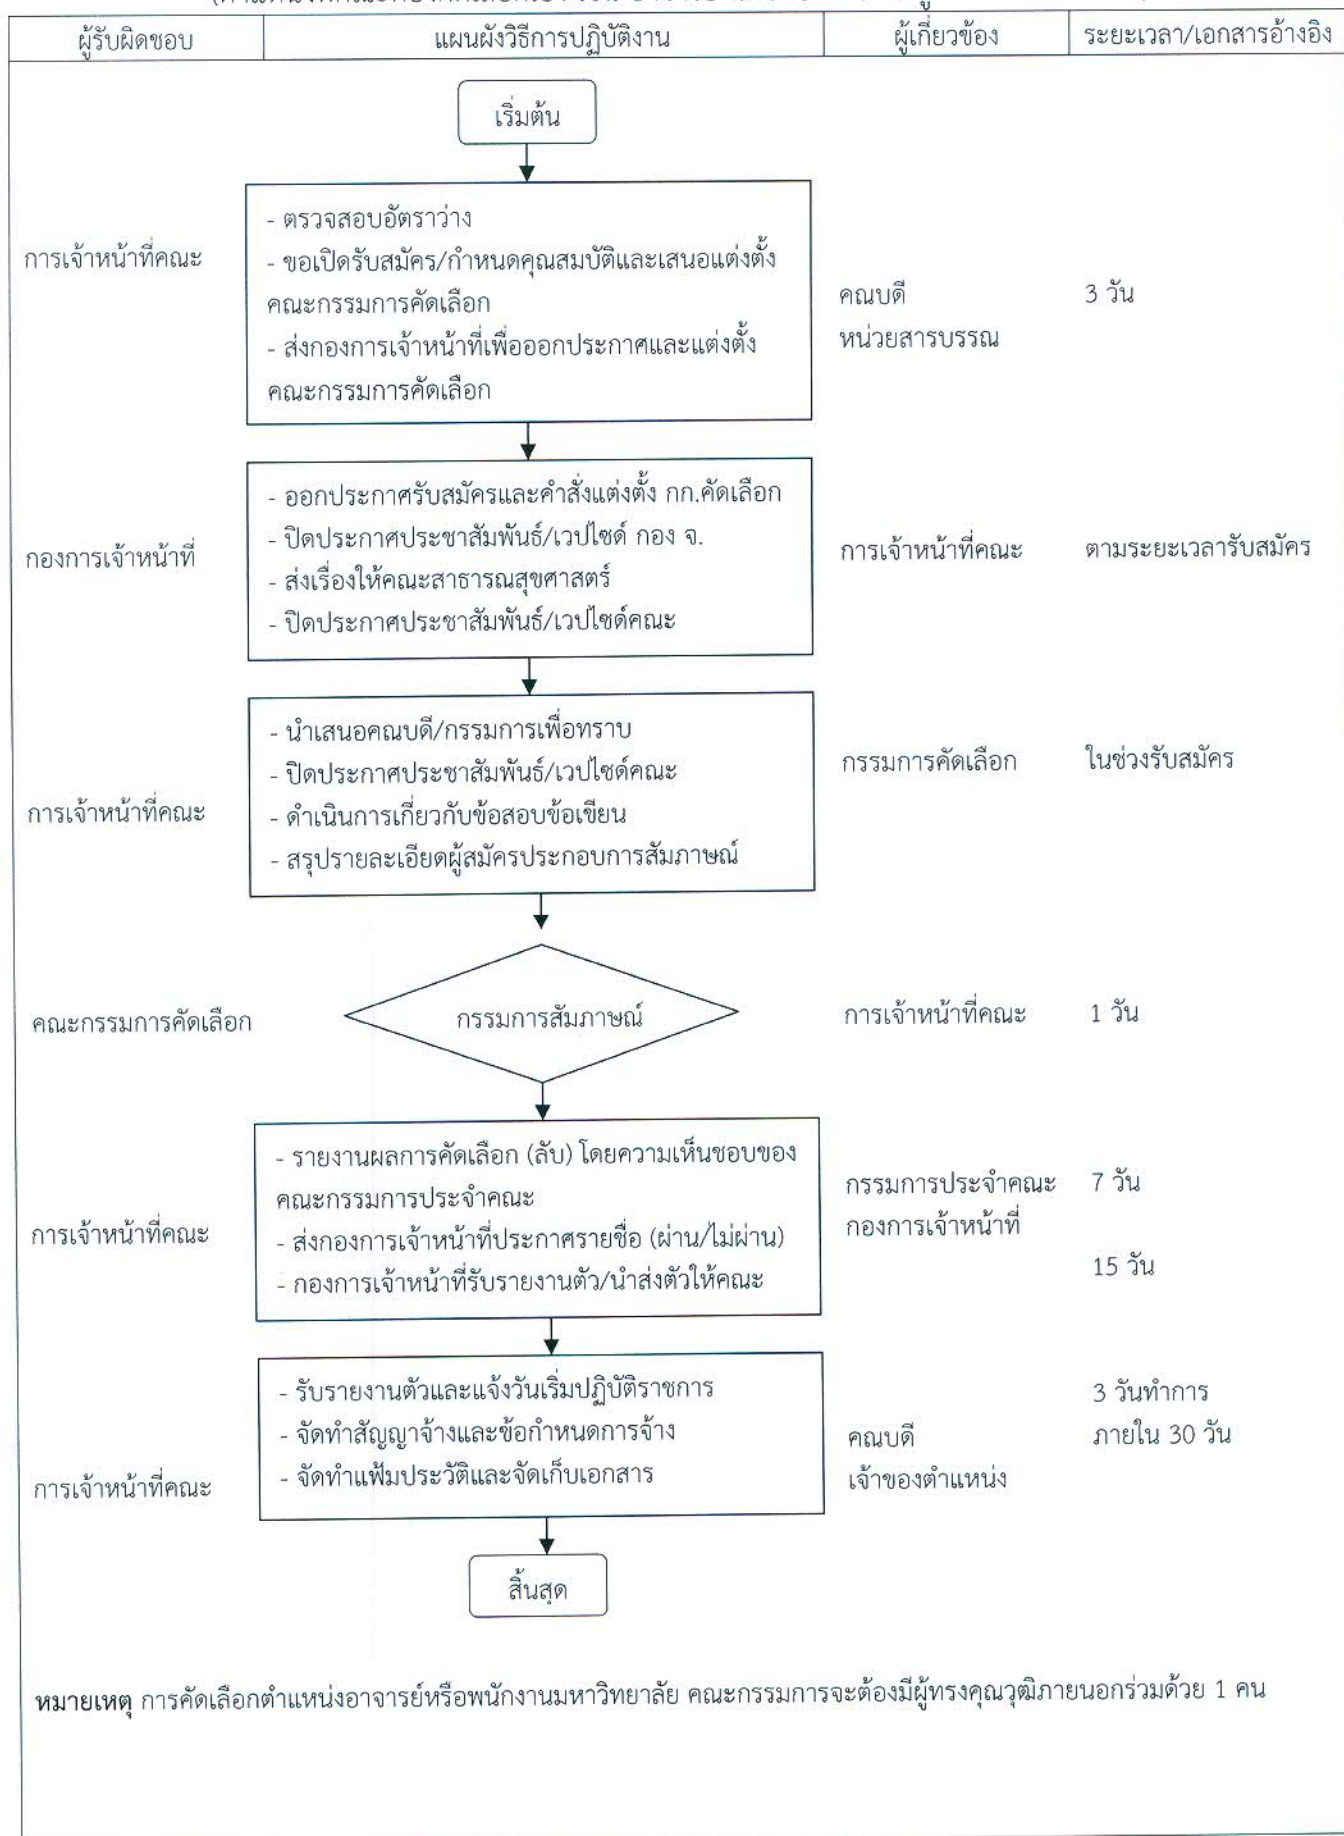 ผู้รับผิดชอบ แผนผังวิธีการปฏิบัติงาน ผู้เกี่ยวข้อง ระยะเวลา/เอกสารอ้างอิง
เริ่มต้น
- ตรวจสอบอัตราว่าง
การเจ้าหน้าที่คณะ
- ขอเปิดรับสมัคร/กำหนดคุณสมบัติและเสนอแต่งตั้ง
คณะกรรมการคัดเลือก
คณบดี 3 วัน
- ส่งกองการเจ้าหน้าที่เพื่อออกประกาศและแต่งตั้ง
หน่วยสารบรรณ
คณะกรรมการคัดเลือก
- ออกประกาศรับสมัครและคำสั่งแต่งตั้ง กก.คัดเลือก
- ปิดประกาศประชาสัมพันธ์/เวปไซด์ กอง จ.
กองการเจ้าหน้าที่
การเจ้าหน้าที่คณะ ตามระยะเวลารับสมัคร
- ส่งเรื่องให้คณะสาธารณสุขศาสตร์
- ปิดประกาศประชาสัมพันธ์/เวปไซด์คณะ
- นำเสนอคณบดี/กรรมการเพื่อทราบ
- ปิดประกาศประชาสัมพันธ์/เวปไซด์คณะ
กรรมการคัดเลือก ในช่วงรับสมัคร
การเจ้าหน้าที่คณะ
- ดำเนินการเกี่ยวกับข้อสอบข้อเขียน
- สรุปรายละเอียดผู้สมัครประกอบการสัมภาษณ์
คณะกรรมการคัดเลือก กรรมการสัมภาษณ์ การเจ้าหน้าที่คณะ 1 วัน
- รายงานผลการคัดเลือก (ลับ) โดยความเห็นชอบของ
คณะกรรมการประจำคณะ
กรรมการประจำคณะ 7 วัน
การเจ้าหน้าที่คณะ
- ส่งกองการเจ้าหน้าที่ประกาศรายชื่อ (ผ่าน/ไม่ผ่าน)
กองการเจ้าหน้าที่
- กองการเจ้าหน้าที่รับรายงานตัว/นำส่งตัวให้คณะ
15 วัน
- รับรายงานตัวและแจ้งวันเริ่มปฏิบัติราชการ
3 วันทำการ
- จัดทำสัญญาจ้างและข้อกำหนดการจ้าง
คณบดี ภายใน 30 วัน
- จัดทำแฟ้มประวัติและจัดเก็บเอกสาร
การเจ้าหน้าที่คณะ
เจ้าของตำแหน่ง
สิ้นสุด
หมายเหตุ การคัดเลือกตำแหน่งอาจารย์หรือพนักงานมหาวิทยาลัย คณะกรรมการจะต้องมีผู้ทรงคุณวุฒิภายนอกร่วมด้วย 1 คน